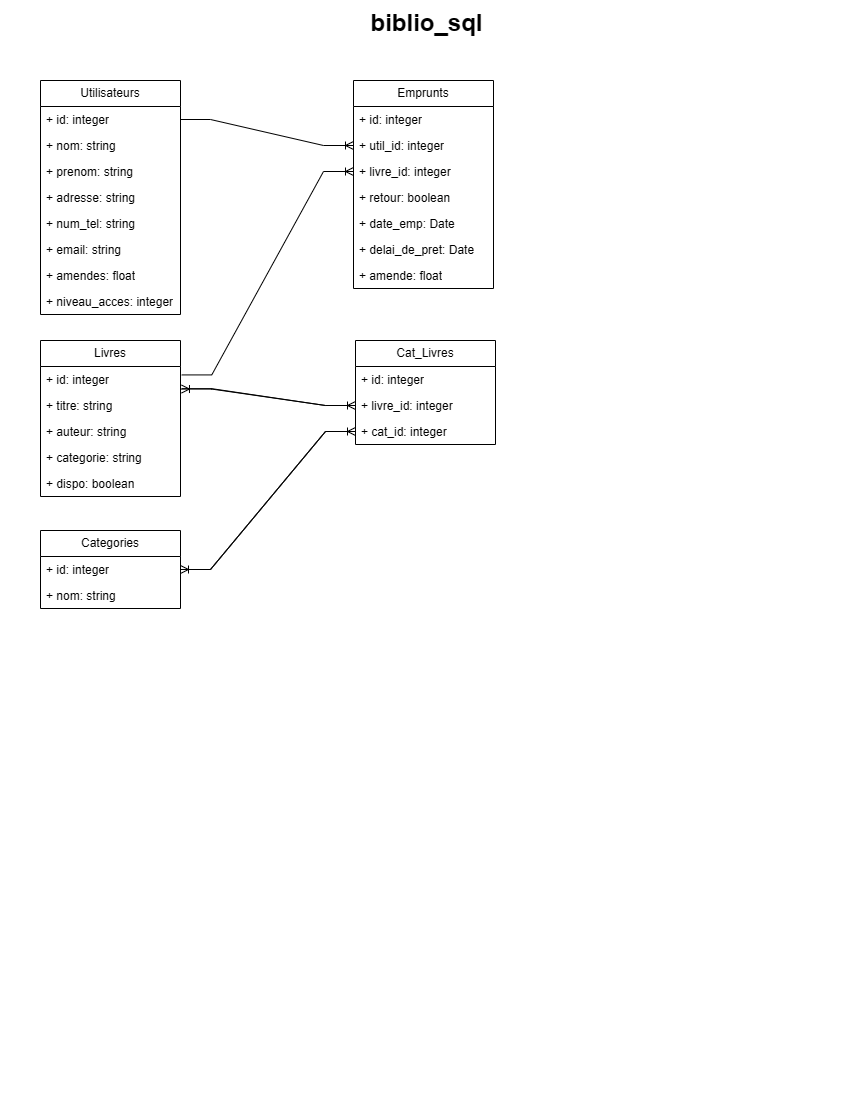 biblio_sql
Utilisateurs
+ id: integer
+ nom: string
+ prenom: string
+ adresse: string
+ num_tel: string
+ email: string
+ amendes: float
+ niveau_acces: integer
Emprunts
+ id: integer
+ util_id: integer
+ livre_id: integer
+ retour: boolean
+ date_emp: Date
+ delai_de_pret: Date
+ amende: float
Livres
+ id: integer
+ titre: string
+ auteur: string
+ categorie: string
+ dispo: boolean
Cat_Livres
+ id: integer
+ livre_id: integer
+ cat_id: integer
Categories
+ id: integer
+ nom: string